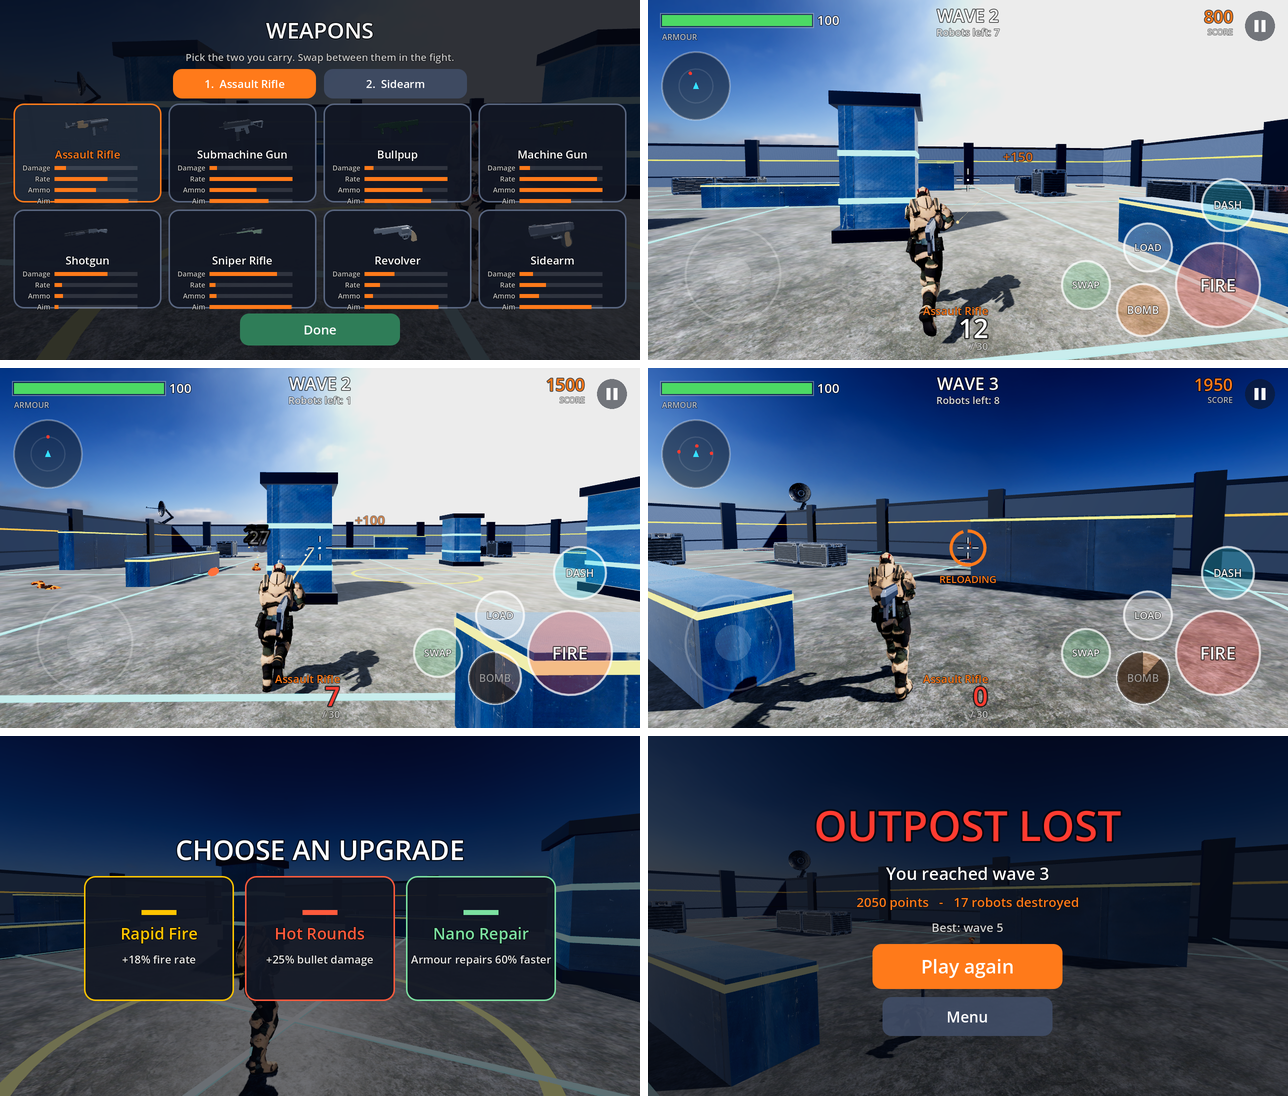 WEAPONS
Pick the two you carry. Swap between them in the fight.
1. Assault Rifle
2. Sidearm
Assault Rifle
Damage
Rate
Ammo
Aim
Submachine Gun
Damage
Rate
Ammo
Aim
Bullpup
Damage
Rate
Ammo
Aim
Machine Gun
Damage
Rate
Ammo
Aim
Shotgun
Damage
Rate
Ammo
Aim
Sniper Rifle
Damage
Rate
Ammo
Aim
Revolver
Damage
Rate
Ammo
Aim
Sidearm
Damage
Rate
Ammo
Aim
Done
100
ARMOUR
WAVE 2
Robots left: 7
800
SCORE
+150
DASH
LOAD
FIRE
SWAP
BOMB
Assault Rifle
12
/ 30
100
ARMOUR
WAVE 2
Robots left: 1
1500
SCORE
+100
27
DASH
LOAD
FIRE
SWAP
BOMB
Assault Rifle
7
/ 30
100
ARMOUR
WAVE 3
Robots left: 8
1950
SCORE
RELOADING
DASH
LOAD
FIRE
SWAP
BOMB
Assault Rifle
0
/ 30
CHOOSE AN UPGRADE
Rapid Fire
+18% fire rate
Hot Rounds
+25% bullet damage
Nano Repair
Armour repairs 60% faster
OUTPOST LOST
You reached wave 3
2050 points - 17 robots destroyed
Best: wave 5
Play again
Menu